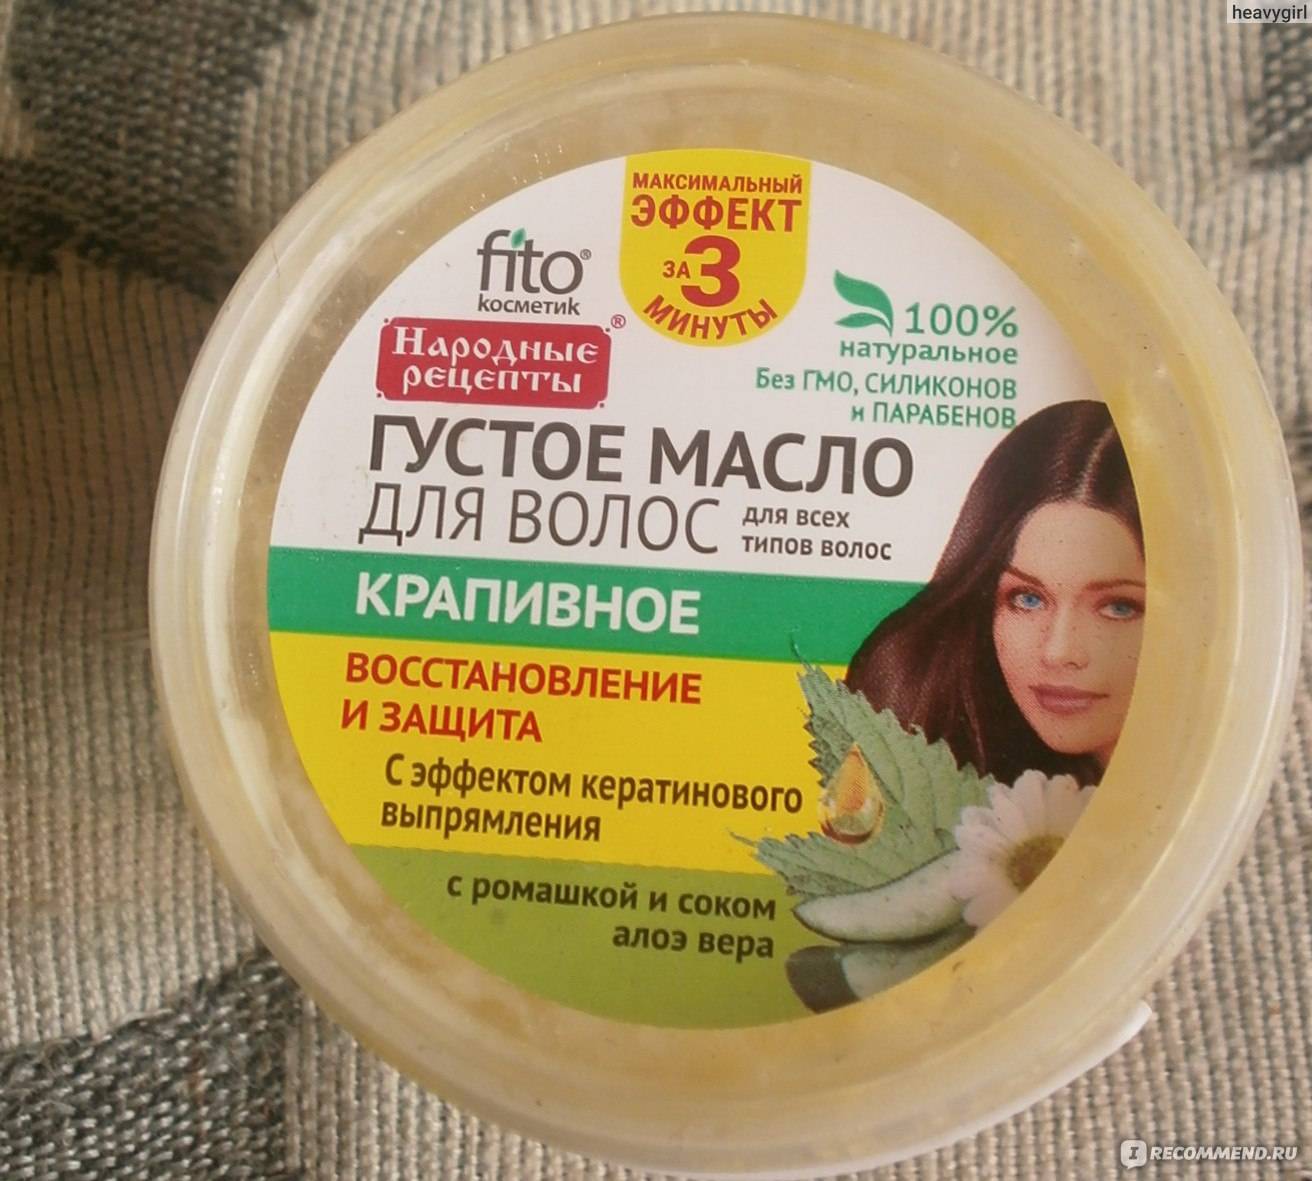 heavygirl
МАКСИМАЛЬНЫЙ
ЭФФЕКТ
ЗА 3
МИНУТЫ
fito®
косметик
Народные
рецепты®
100%
натуральное
Без ГМО, СИЛИКОНОВ
и ПАРАБЕНОВ
ГУСТОЕ МАСЛО
ДЛЯ ВОЛОС
для всех
типов волос
КРАПИВНОЕ
ВОССТАНОВЛЕНИЕ
И ЗАЩИТА
С эффектом кератинового
выпрямления
с ромашкой и соком
алоэ вера
IRECOMMEND.RU